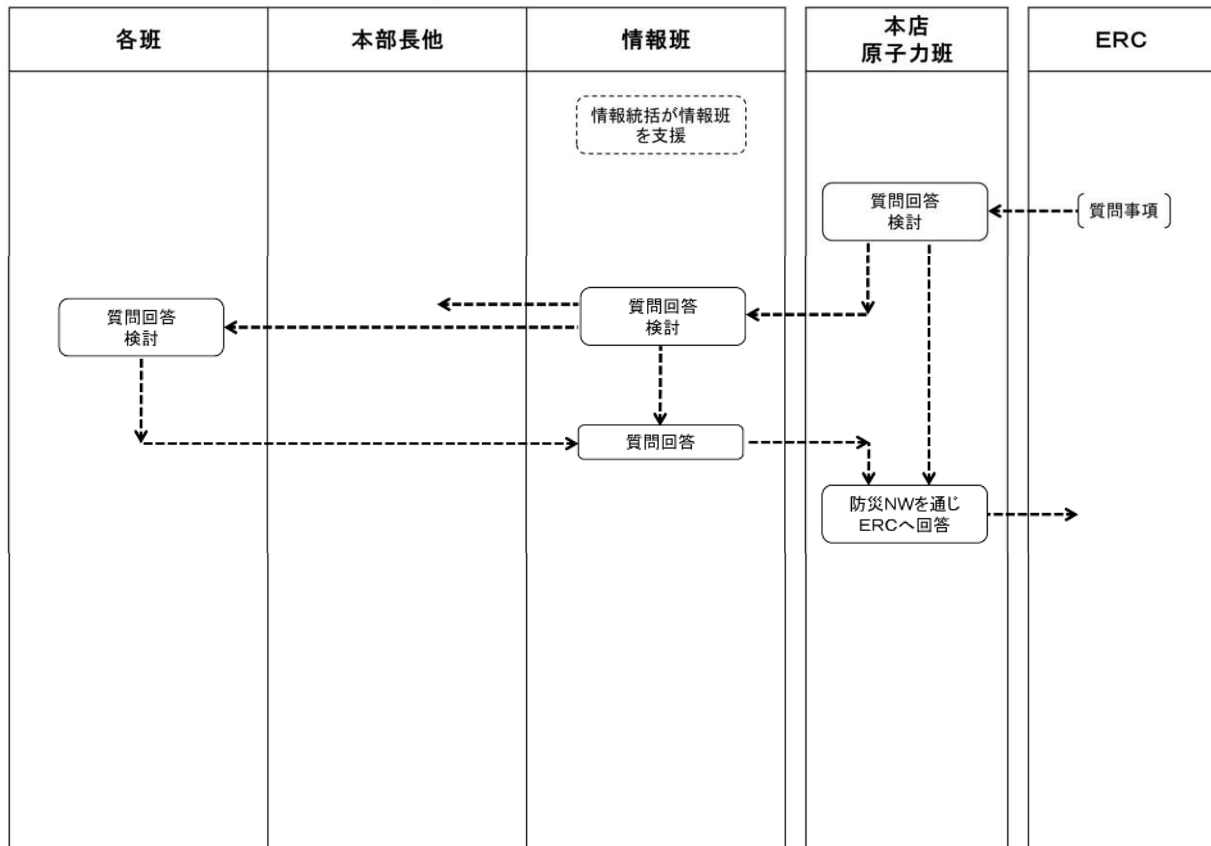 各班
本部長他
情報班
本店
原子力班
ERC
情報統括が情報班
を支援
質問回答
検討
質問事項
質問回答
検討
質問回答
検討
質問回答
防災NWを通じ
ERCへ回答